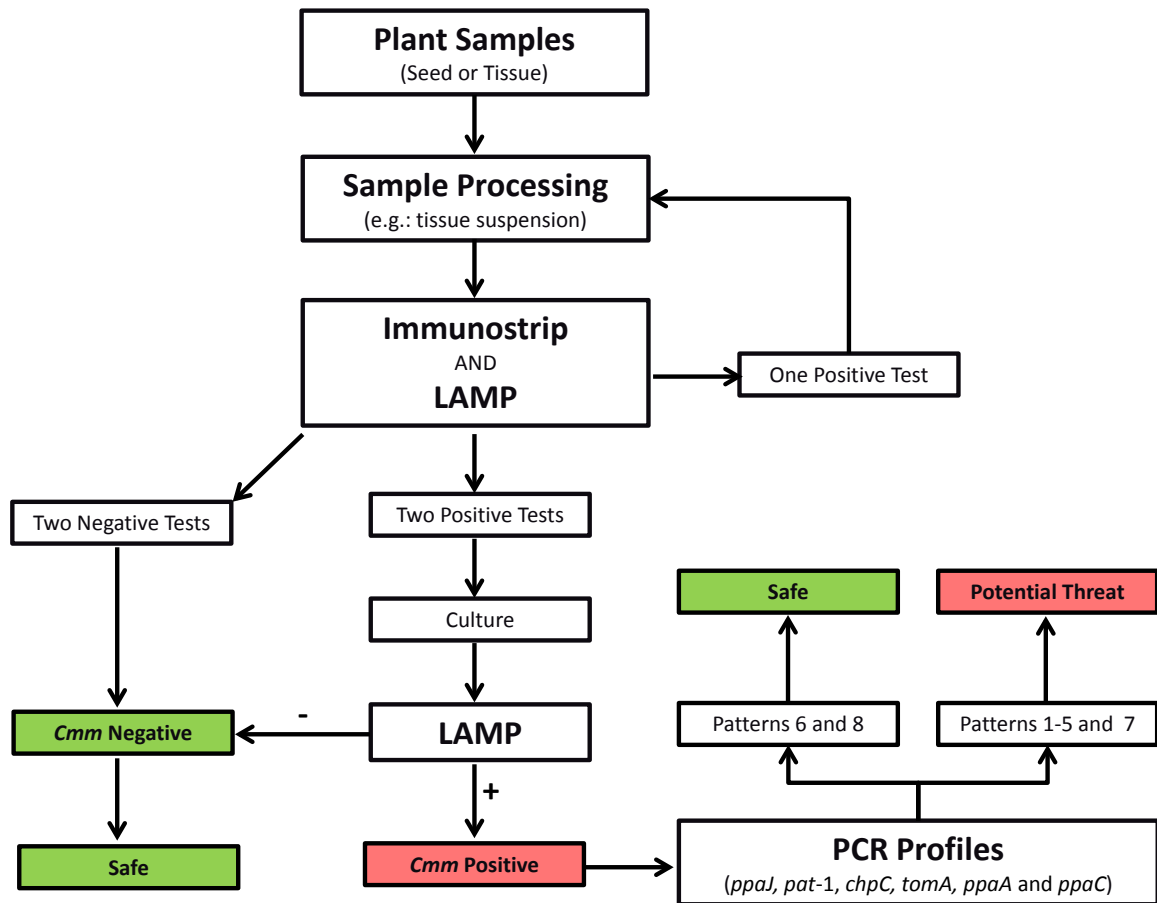 Plant Samples
(Seed or Tissue)
Sample Processing
(e.g.: tissue suspension)
Immunostrip
AND
LAMP
One Positive Test
Two Negative Tests
Two Positive Tests
Culture
Safe
Potential Threat
Cmm Negative
-
LAMP
Patterns 6 and 8
Patterns 1-5 and  7
+
Safe
Cmm Positive
PCR Profiles
(ppaJ, pat-1, chpC, tomA, ppaA and ppaC)